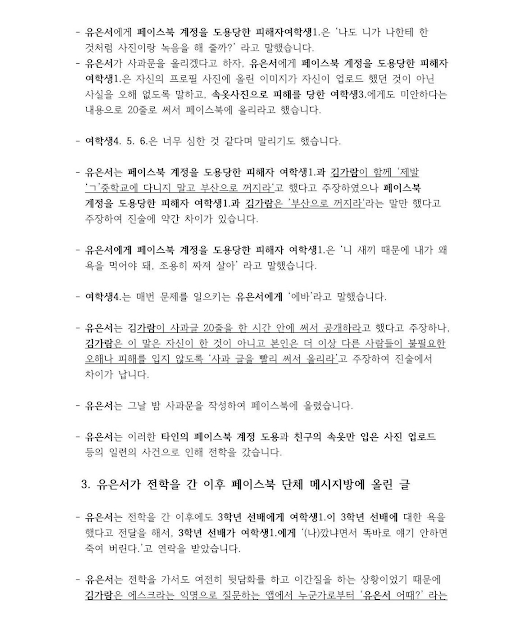 - 유은서에게 페이스북 계정을 도용당한 피해자여학생1.은 '나도 니가 나한테 한
것처럼 사진이랑 녹음을 해 줄까?' 라고 말했습니다.
- 유은서가 사과문을 올리겠다고 하자, 유은서에게 페이스북 계정을 도용당한 피해자
여학생1.은 자신의 프로필 사진에 올린 이미지가 자신이 업로드 했던 것이 아닌
사실을 오해 없도록 말하고, 속옷사진으로 피해를 당한 여학생3.에게도 미안하다는
내용으로 20줄로 써서 페이스북에 올리라고 했습니다.
- 여학생4. 5. 6.은 너무 심한 것 같다며 말리기도 했습니다.
- 유은서는 페이스북 계정을 도용당한 피해자 여학생1.과 김가람이 함께 '제발
'ㄱ'중학교에 다니지 말고 부산으로 꺼지라'고 했다고 주장하였으나 페이스북
계정을 도용당한 피해자 여학생1.과 김가람은 '부산으로 꺼지라'라는 말만 했다고
주장하여 진술에 약간 차이가 있습니다.
- 유은서에게 페이스북 계정을 도용당한 피해자 여학생1.은 '니 새끼 때문에 내가 왜
욕을 먹어야 돼, 조용히 짜져 살아' 라고 말했습니다.
- 여학생4.는 매번 문제를 일으키는 유은서에게 '에바'라고 말했습니다.
- 유은서는 김가람이 사과글 20줄을 한 시간 안에 써서 공개하라고 했다고 주장하나,
김가람은 이 말은 자신이 한 것이 아니고 본인은 더 이상 다른 사람들이 불필요한
오해나 피해를 입지 않도록 '사과 글을 빨리 써서 올리라'고 주장하여 진술에서
차이가 납니다.
- 유은서는 그날 밤 사과문을 작성하여 페이스북에 올렸습니다.
- 유은서는 이러한 타인의 페이스북 계정 도용과 친구의 속옷만 입은 사진 업로드
등의 일련의 사건으로 인해 전학을 갔습니다.
3. 유은서가 전학을 간 이후 페이스북 단체 메시지방에 올린 글
- 유은서는 전학을 간 이후에도 3학년 선배에게 여학생1.이 3학년 선배에 대한 욕을
했다고 전달을 해서, 3학년 선배가 여학생1.에게 '(나)깠냐면서 똑바로 얘기 안하면
죽여 버린다.'고 연락을 받았습니다.
- 유은서는 전학을 가서도 여전히 뒷담화를 하고 이간질을 하는 상황이었기 때문에
김가람은 에스크라는 익명으로 질문하는 앱에서 누군가로부터 '유은서 어때?' 라는